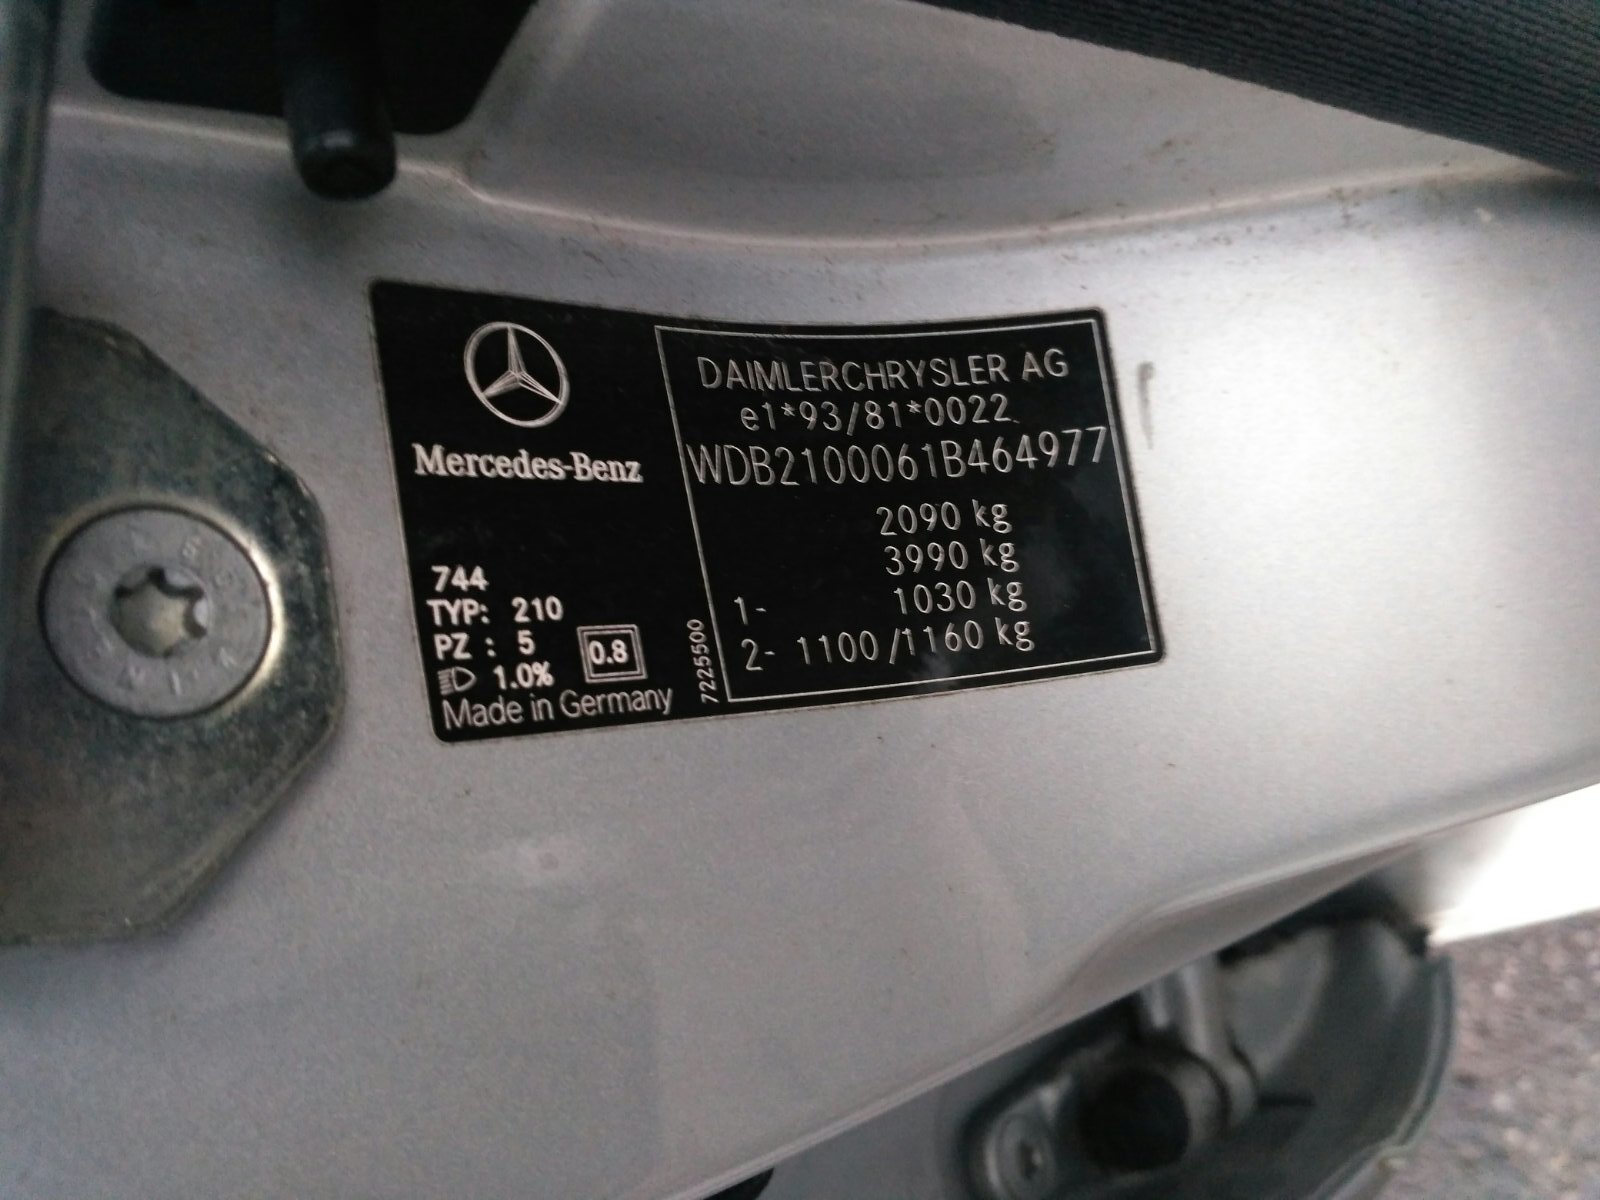 Mercedes-Benz
744
TYP: 210
PZ : 5
1.0%
0.8
Made in Germany
7225500
DAIMLERCHRYSLER AG
e1*93/81*0022
WDB2100061B464977
2090 kg
3990 kg
1- 1030 kg
2- 1100/1160 kg